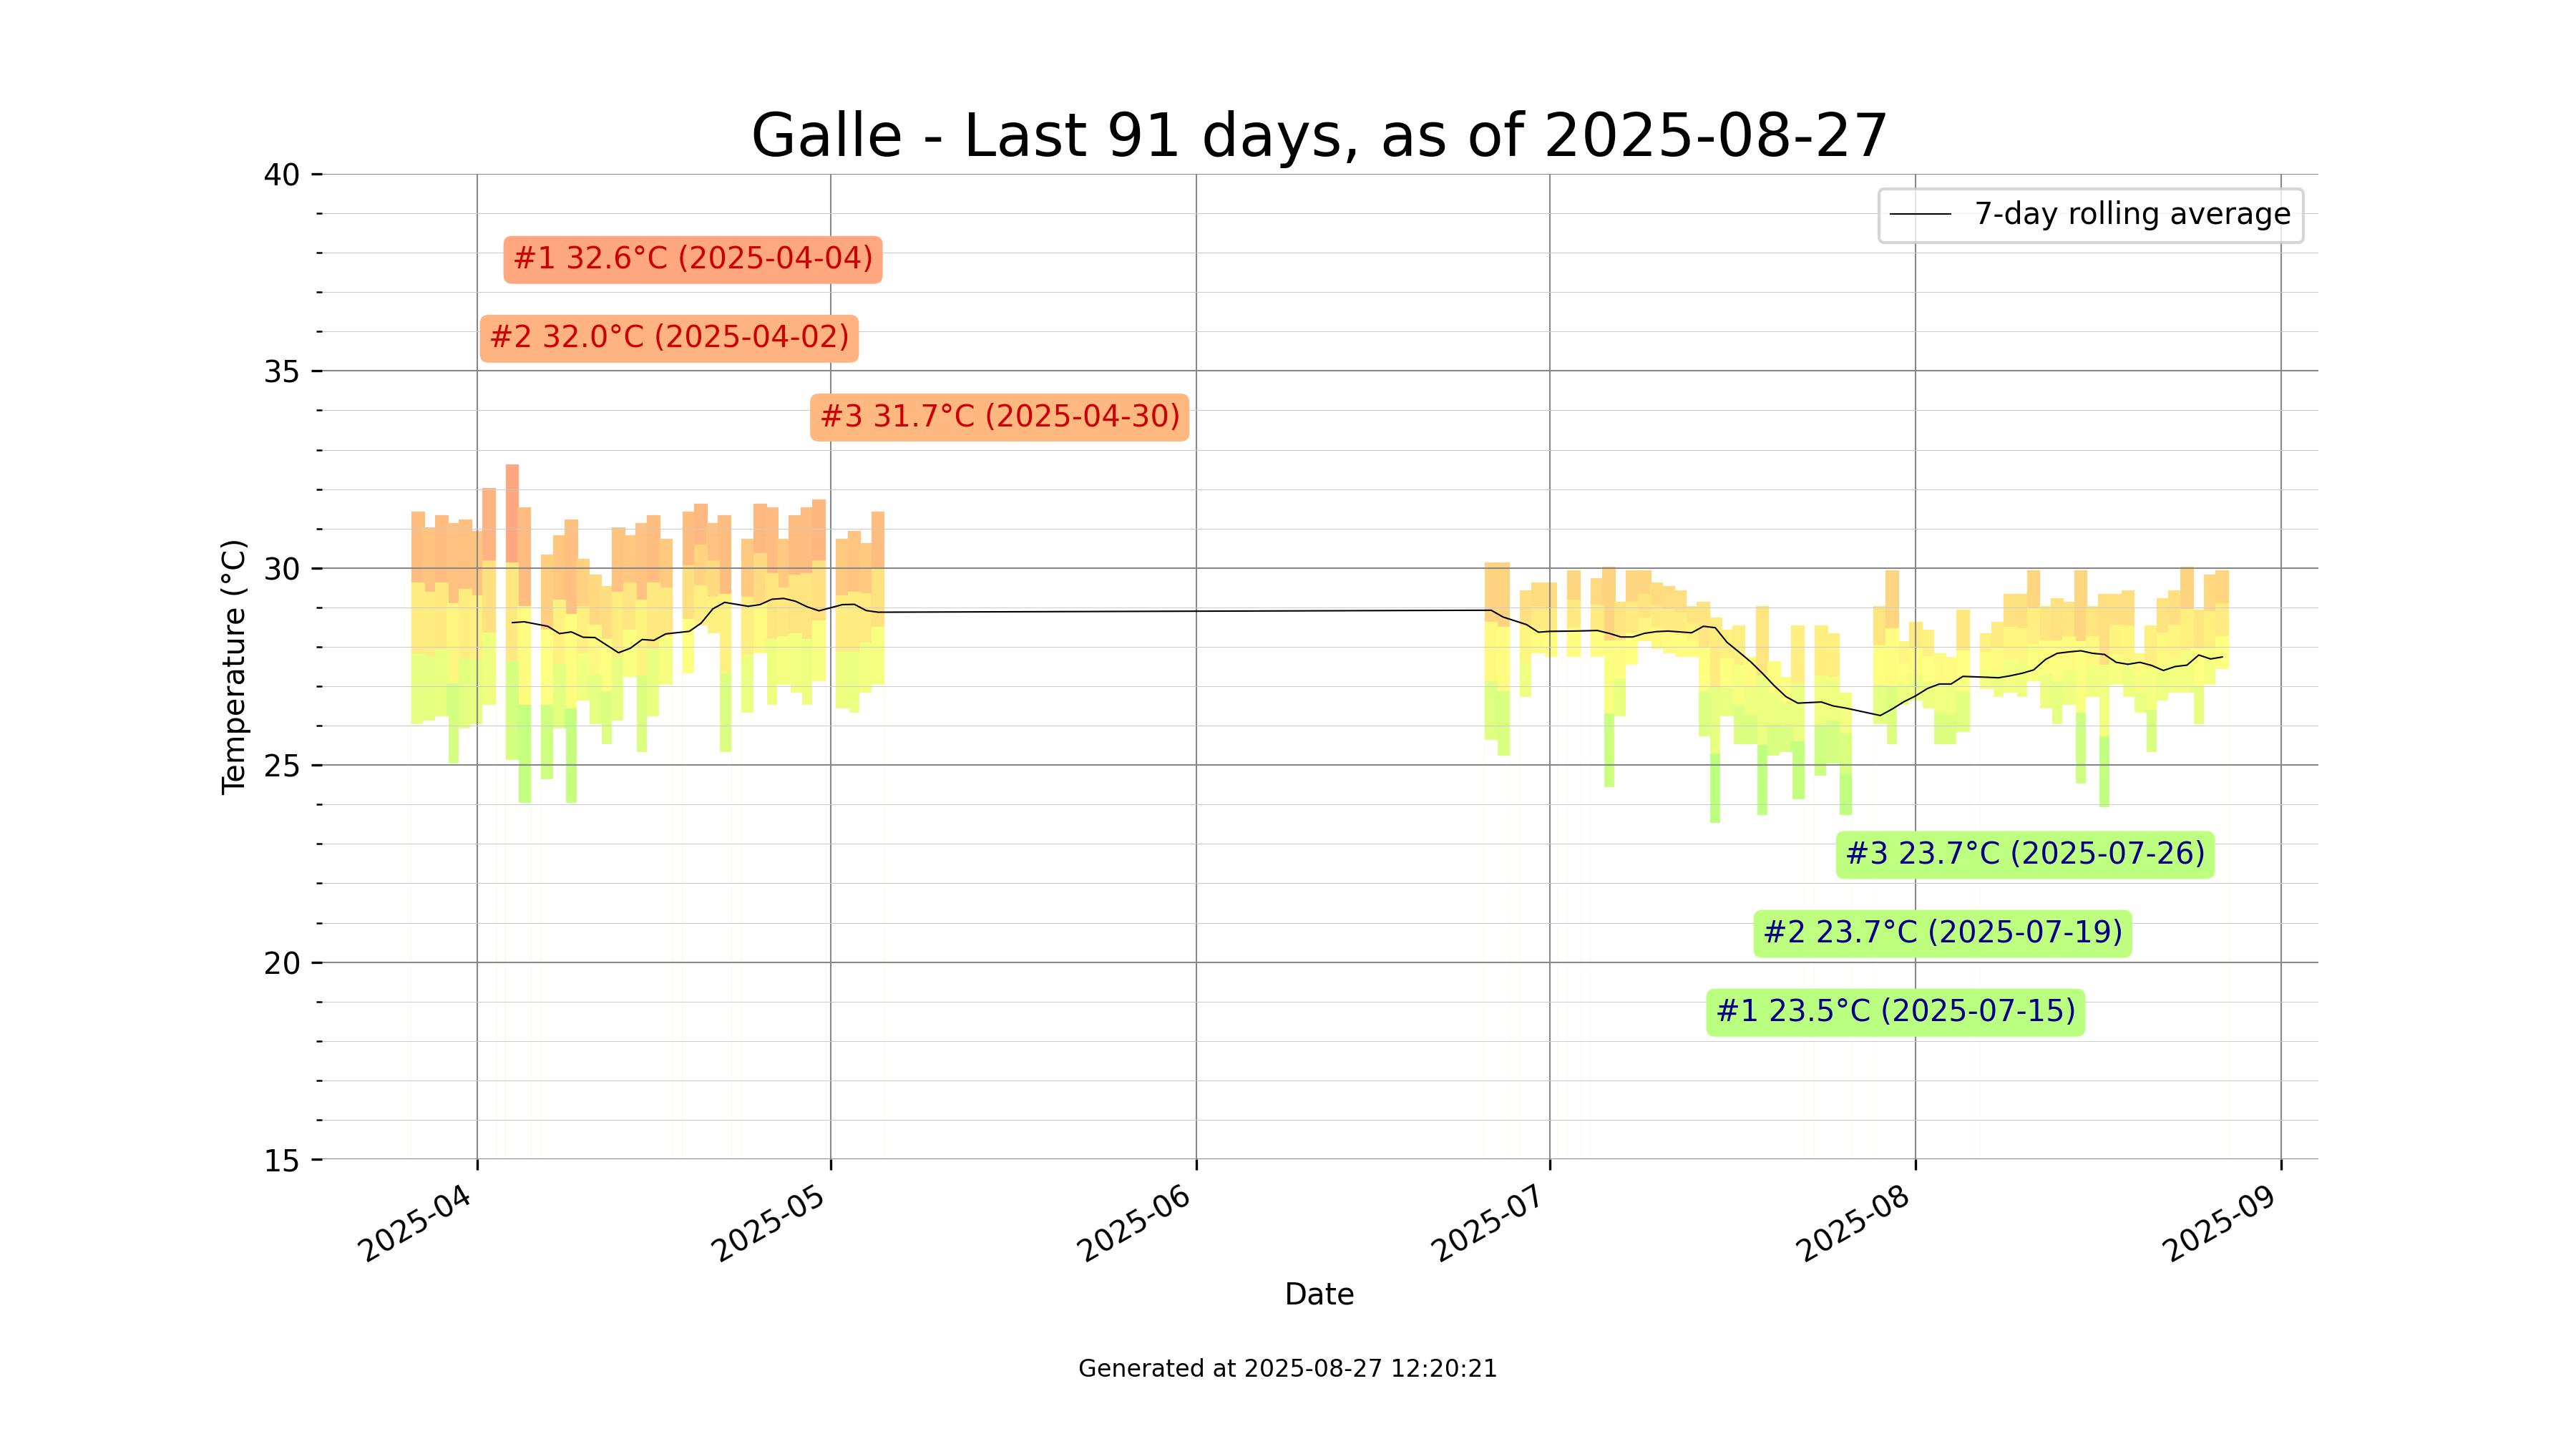 Galle - Last 91 days, as of 2025-08-27
40
35
30
25
20
15
Temperature (°C)
7-day rolling average
#1 32.6°C (2025-04-04)
#2 32.0°C (2025-04-02)
#3 31.7°C (2025-04-30)
#3 23.7°C (2025-07-26)
#2 23.7°C (2025-07-19)
#1 23.5°C (2025-07-15)
2025-04
2025-05
2025-06
2025-07
2025-08
2025-09
Date
Generated at 2025-08-27 12:20:21